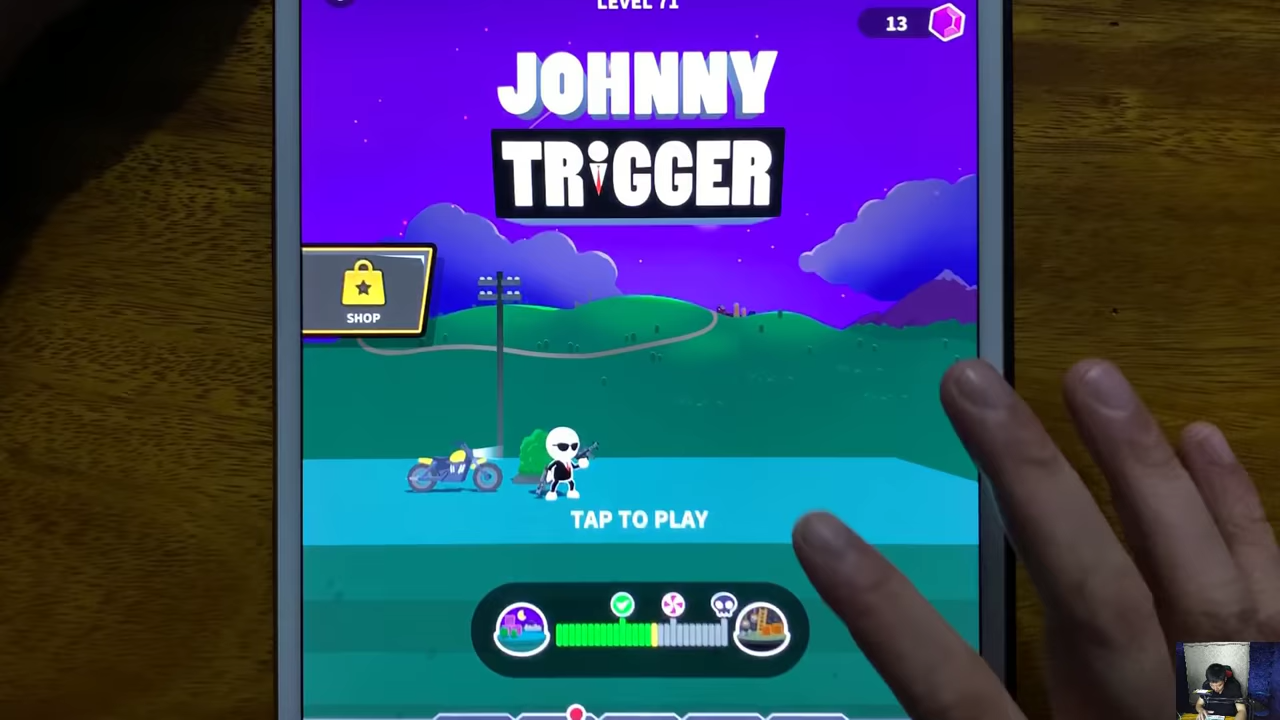 LEVEL 71
13
JOHNNY
TRIGGER
SHOP
TAP TO PLAY